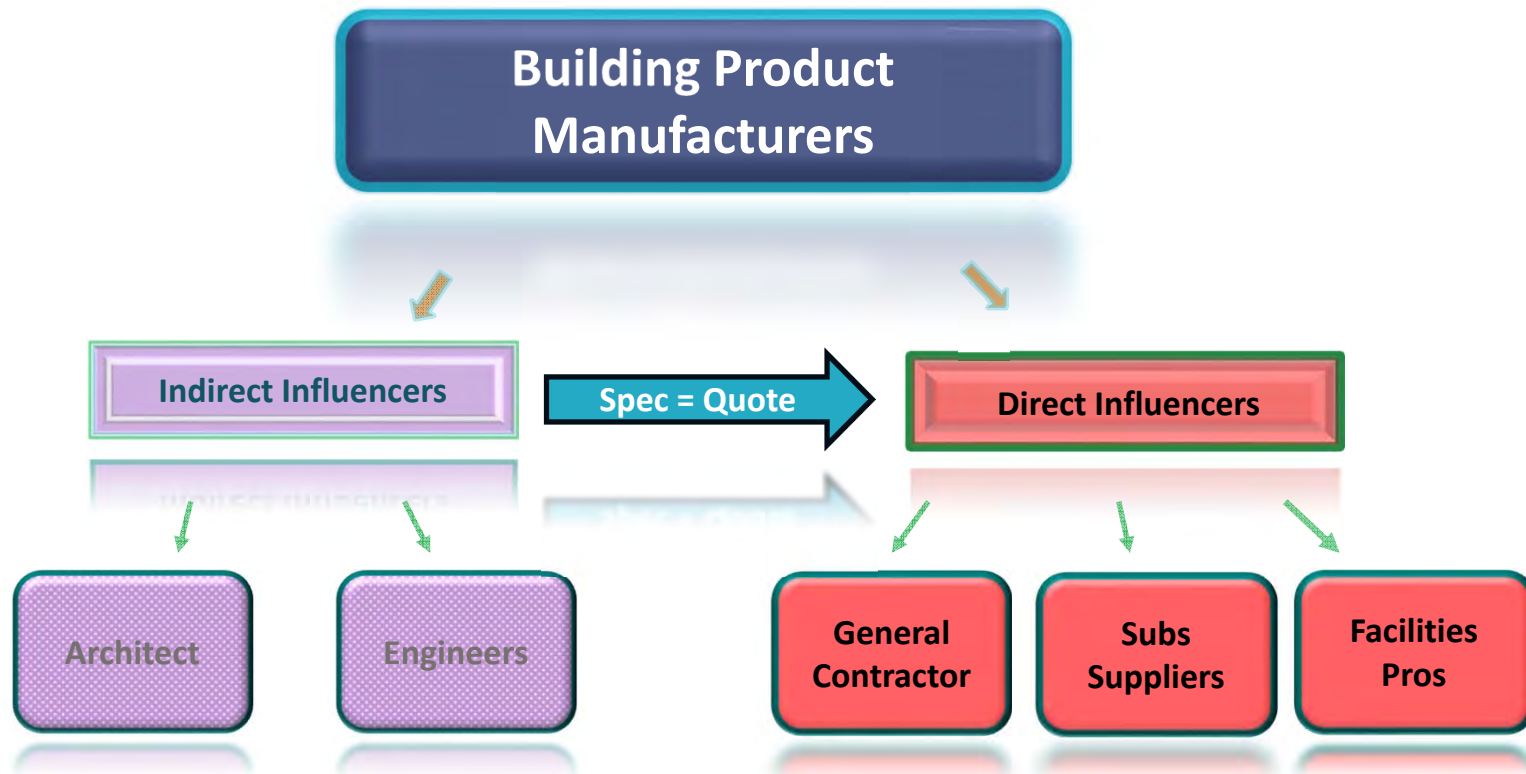 Building Product
Manufacturers
Indirect Influencers
Spec = Quote
Direct Influencers
Architect
Engineers
General
Contractor
Subs
Suppliers
Facilities
Pros